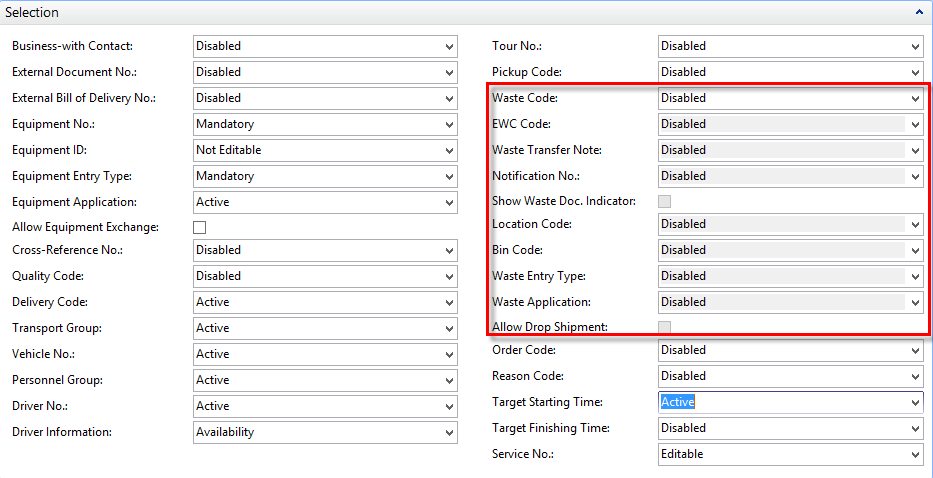 Selection
Business-with Contact: Disabled
External Document No.: Disabled
External Bill of Delivery No.: Disabled
Equipment No.: Mandatory
Equipment ID: Not Editable
Equipment Entry Type: Mandatory
Equipment Application: Active
Allow Equipment Exchange:
Cross-Reference No.: Disabled
Quality Code: Disabled
Delivery Code: Active
Transport Group: Active
Vehicle No.: Active
Personnel Group: Active
Driver No.: Active
Driver Information: Availability
Tour No.: Disabled
Pickup Code: Disabled
Waste Code: Disabled
EWC Code: Disabled
Waste Transfer Note: Disabled
Notification No.: Disabled
Show Waste Doc. Indicator:
Location Code: Disabled
Bin Code: Disabled
Waste Entry Type: Disabled
Waste Application: Disabled
Allow Drop Shipment:
Order Code: Disabled
Reason Code: Disabled
Target Starting Time: Active
Target Finishing Time: Disabled
Service No.: Editable